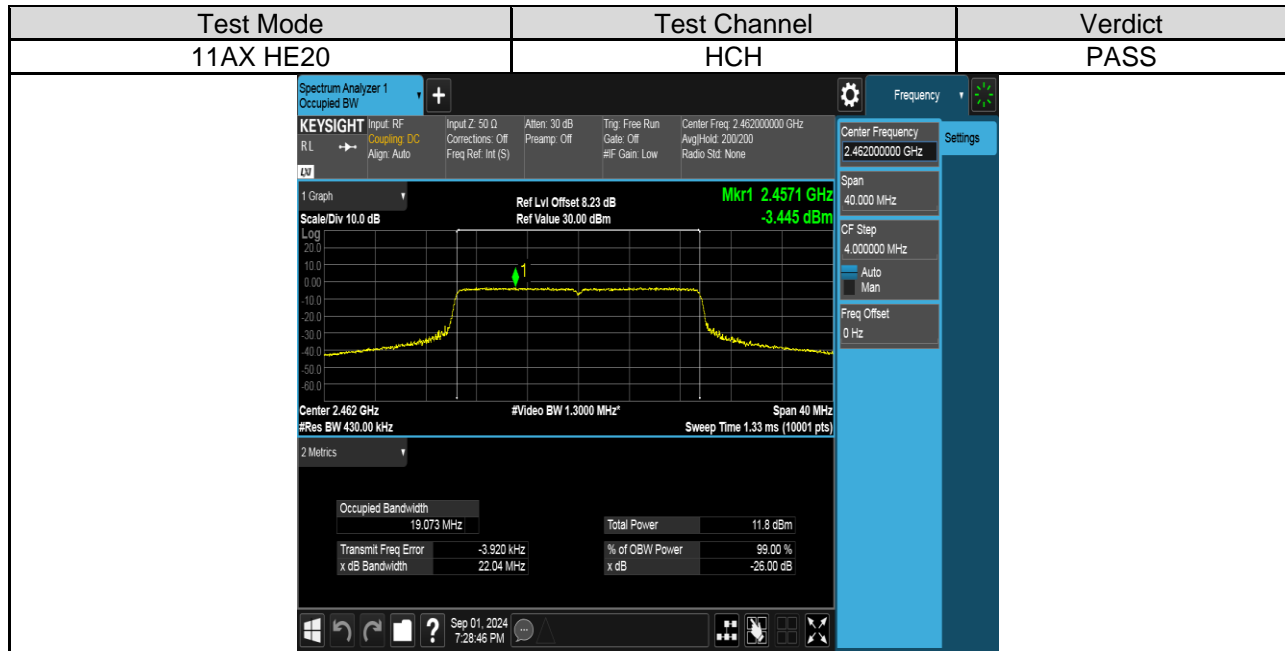 Test Mode Test Channel Verdict
11AX HE20 HCH PASS
Spectrum Analyzer 1
Occupied BW
+
Frequency
KEYSIGHT Input: RF Input Z: 50 Ω Atten: 30 dB Trig: Free Run Center Freq: 2.462000000 GHz
RL Coupling: DC Corrections: Off Preamp: Off Gate: Off Avg|Hold: 200/200
Align: Auto Freq Ref: Int (S) #IF Gain: Low Radio Std: None
LXI
Center Frequency
2.462000000 GHz
Settings
Span
40.000 MHz
CF Step
4.000000 MHz
Auto
Man
Freq Offset
0 Hz
1 Graph
Ref Lvl Offset 8.23 dB Mkr1 2.4571 GHz
Scale/Div 10.0 dB Ref Value 30.00 dBm -3.445 dBm
Log
20.0
10.0
0.00
-10.0
-20.0
-30.0
-40.0
-50.0
-60.0
1
Center 2.462 GHz #Video BW 1.3000 MHz* Span 40 MHz
#Res BW 430.00 kHz Sweep Time 1.33 ms (10001 pts)
2 Metrics
Occupied Bandwidth
19.073 MHz Total Power 11.8 dBm
Transmit Freq Error -3.920 kHz % of OBW Power 99.00 %
x dB Bandwidth 22.04 MHz x dB -26.00 dB
? Sep 01, 2024
7:28:46 PM